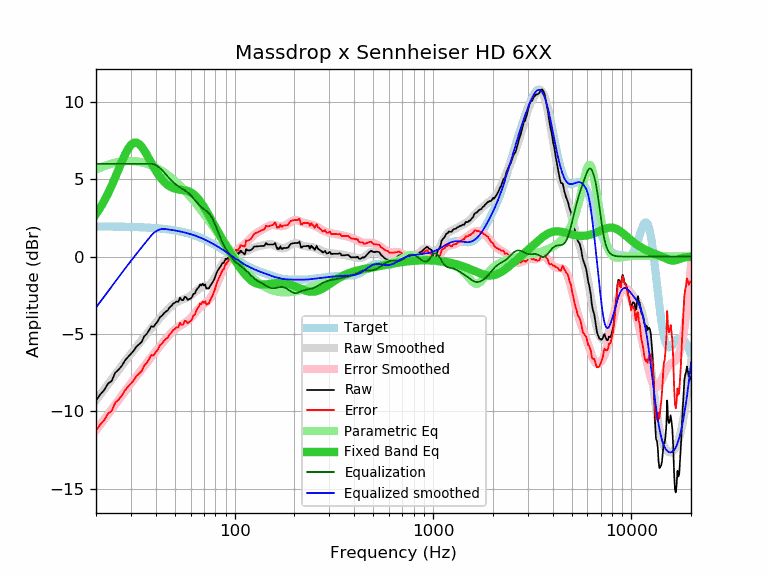 Massdrop x Sennheiser HD 6XX
10
5
0
−5
−10
−15
Amplitude (dBr)
Target
Raw Smoothed
Error Smoothed
Raw
Error
Parametric Eq
Fixed Band Eq
Equalization
Equalized smoothed
100 1000 10000
Frequency (Hz)